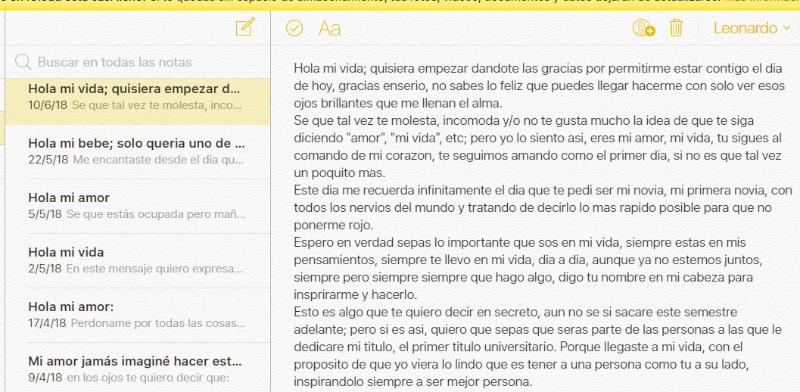 Aa
Leonardo
Buscar en todas las notas
Hola mi vida; quisiera empezar d...
10/6/18 Se que tal vez te molesta, inco...
Hola mi bebe; solo queria uno de ...
22/5/18 Me encantaste desde el dia qu...
Hola mi amor
5/5/18 Se que estás ocupada pero mañ...
Hola mi vida
2/5/18 En este mensaje quiero expresa...
Hola mi amor:
17/4/18 Perdoname por todas las cosas...
Mi amor jamás imaginé hacer est...
9/4/18 en los ojos te quiero decir que:
Hola mi vida; quisiera empezar dandote las gracias por permitirme estar contigo el dia
de hoy, gracias enserio, no sabes lo feliz que puedes llegar hacerme con solo ver esos
ojos brillantes que me llenan el alma.
Se que tal vez te molesta, incomoda y/o no te gusta mucho la idea de que te siga
diciendo "amor", "mi vida", etc; pero yo lo siento asi, eres mi amor, mi vida, tu sigues al
comando de mi corazon, te seguimos amando como el primer dia, si no es que tal vez
un poquito mas.
Este dia me recuerda infinitamente el dia que te pedi ser mi novia, mi primera novia, con
todos los nervios del mundo y tratando de decirlo lo mas rapido posible para que no
ponerme rojo.
Espero en verdad sepas lo importante que sos en mi vida, siempre estas en mis
pensamientos, siempre te llevo en mi vida, dia a dia, aunque ya no estemos juntos,
siempre pero siempre siempre que hago algo, digo tu nombre en mi cabeza para
insprirarme y hacerlo.
Esto es algo que te quiero decir en secreto, aun no se si sacare este semestre
adelante; pero si es asi, quiero que sepas que seras parte de las personas a las que le
dedicare mi titulo, el primer titulo universitario. Porque llegaste a mi vida, con el
proposito de que yo viera lo lindo que es tener a una persona como tu a su lado,
inspirandolo siempre a ser mejor persona.